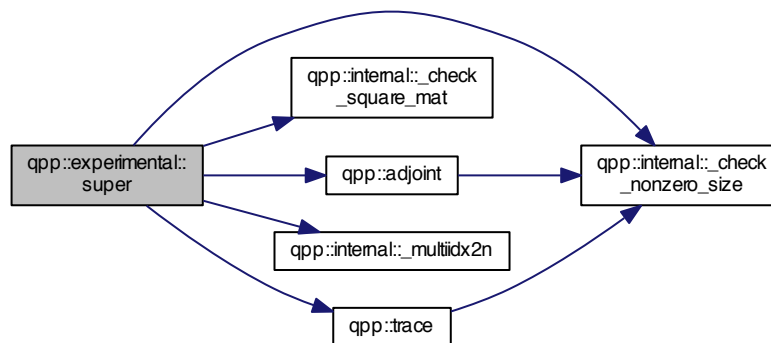 qpp::internal::_check
_square_mat
qpp::experimental::
super
qpp::adjoint
qpp::internal::_check
_nonzero_size
qpp::internal::_multiidx2n
qpp::trace